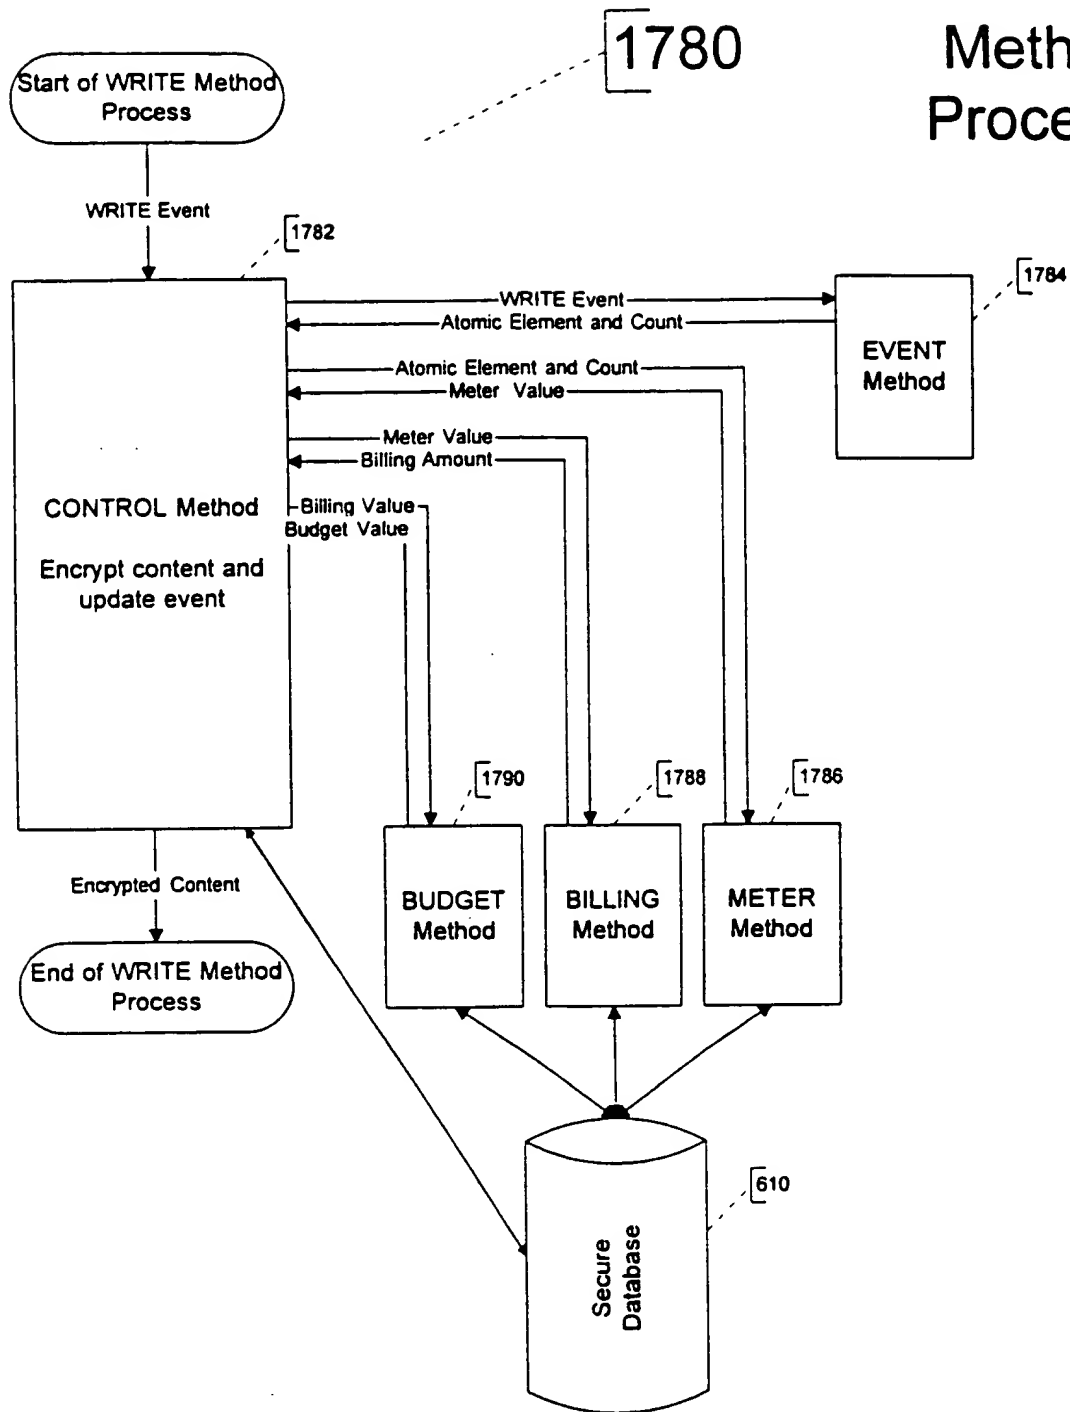 1780
Start of WRITE Method
Process
WRITE Event
1782
WRITE Event
Atomic Element and Count
1784
EVENT
Method
Atomic Element and Count
Meter Value
Meter Value
Billing Amount
CONTROL Method
Encrypt content and
update event
Billing Value
Budget Value
1790
1788
1786
Encrypted Content
BUDGET
Method
BILLING
Method
METER
Method
End of WRITE Method
Process
610
Secure
Database